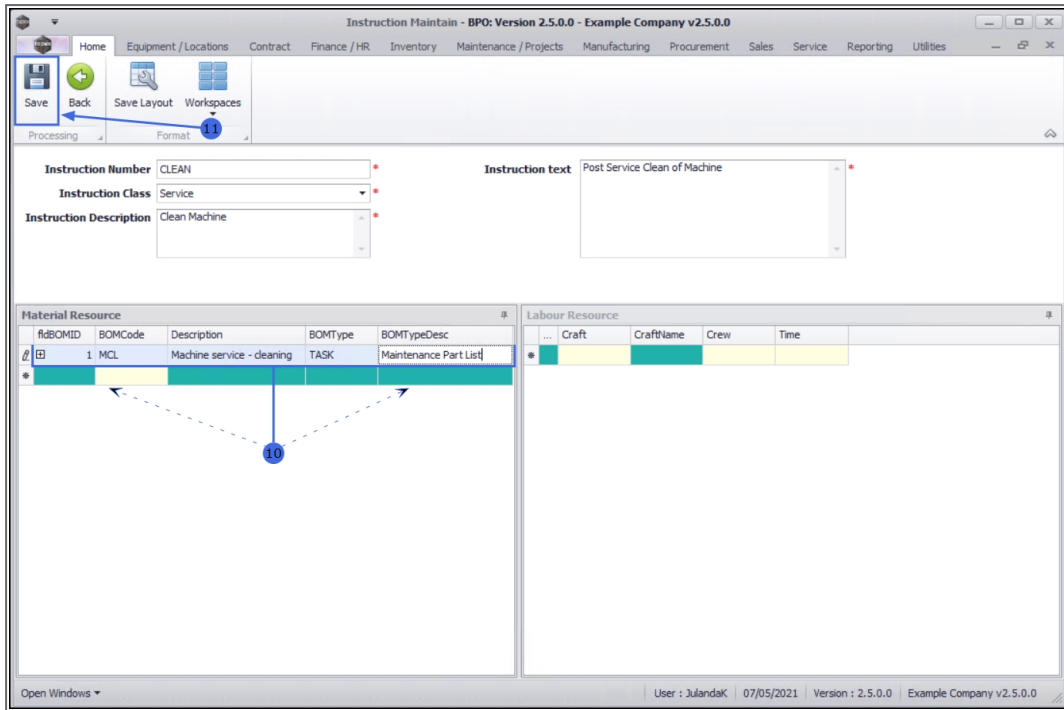 Instruction Maintain - BPO: Version 2.5.0.0 - Example Company v2.5.0.0
Home Equipment / Locations Contract Finance / HR Inventory Maintenance / Projects Manufacturing Procurement Sales Service Reporting Utilities
Save Back Save Layout Workspaces
11
Processing Format
Instruction Number CLEAN * Instruction text Post Service Clean of Machine *
Instruction Class Service *
Instruction Description Clean Machine *
Material Resource Labour Resource
fldBOMID BOMCode Description BOMType BOMTypeDesc ... Craft CraftName Crew Time
1 MCL Machine service - cleaning TASK Maintenance Part List
10
Open Windows User : JulandaK 07/05/2021 Version : 2.5.0.0 Example Company v2.5.0.0